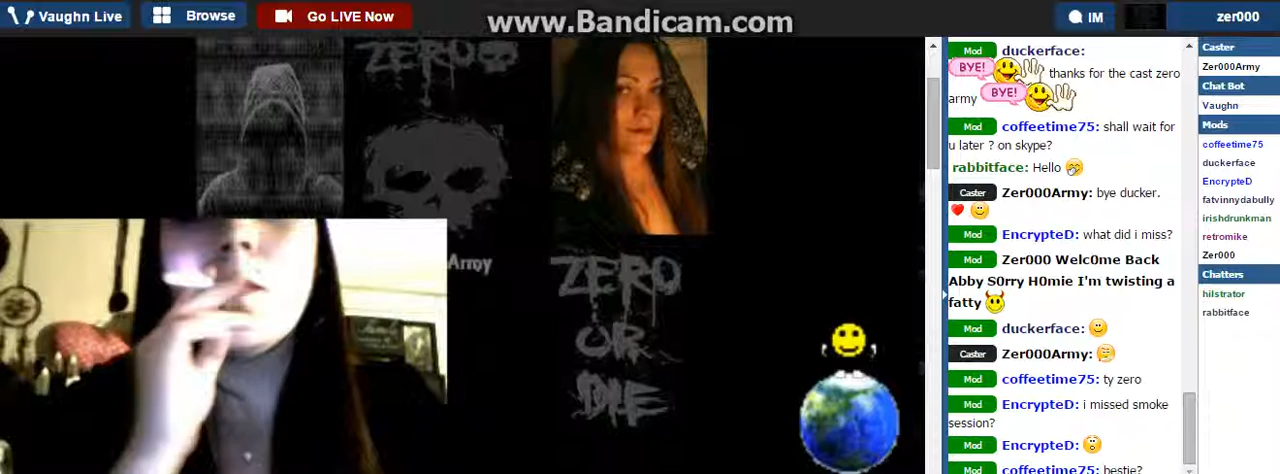 Vaughn Live
Browse
Go LIVE Now
www.Bandicam.com
IM
zer000
ZERO
Army
ZERO
OR
DIE
Mod duckerface:
BYE! thanks for the cast zero
army BYE!
Mod coffeetime75: shall wait for
u later ? on skype?
rabbitface: Hello
Caster Zer000Army: bye ducker.
Mod EncrypteD: what did i miss?
Mod Zer000 Welc0me Back
Abby S0rry H0mie I'm twisting a
fatty
Mod duckerface:
Caster Zer000Army:
Mod coffeetime75: ty zero
Mod EncrypteD: i missed smoke
session?
Mod EncrypteD:
Mod coffeetime75: bestie?
Caster
Zer000Army
Chat Bot
Vaughn
Mods
coffeetime75
duckerface
EncrypteD
fatvinnydabully
irishdrunkman
retromike
Zer000
Chatters
hilstrator
rabbitface